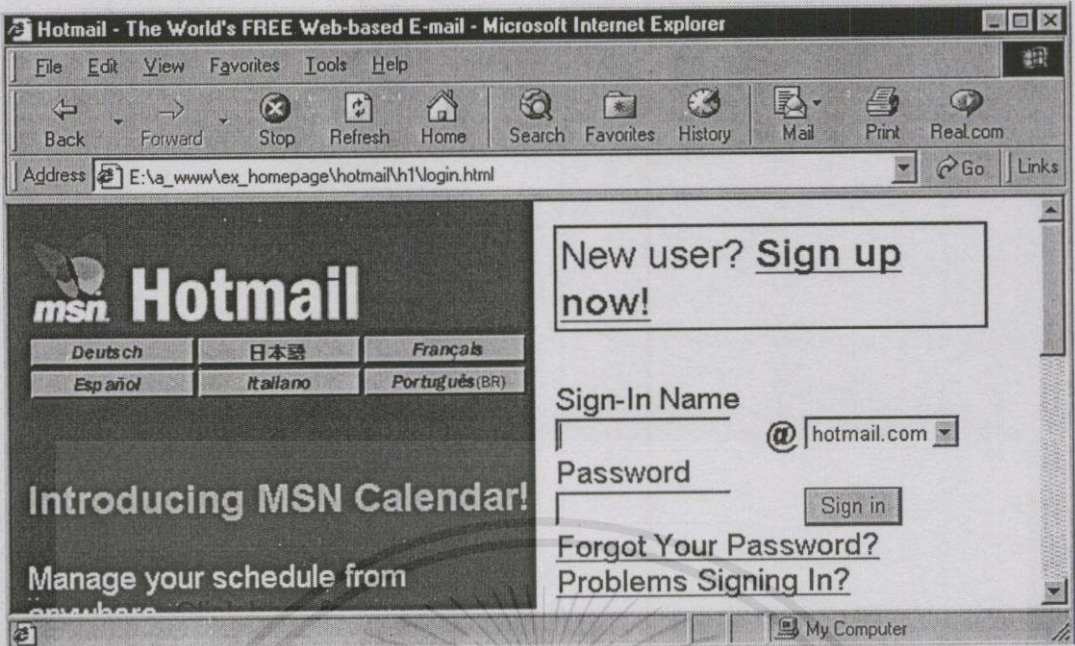 Hotmail - The World's FREE Web-based E-mail - Microsoft Internet Explorer
File Edit View Favorites Tools Help
Back Forward Stop Refresh Home Search Favorites History Mail Print Real.com
Address E:\a_www\ex_homepage\hotmail\h1\login.html Go Links
msn Hotmail
Deutsch 日本語 Français
Español Italiano Português (BR)
Introducing MSN Calendar!
Manage your schedule from
anywhere
New user? Sign up
now!
Sign-In Name
@ hotmail.com
Password
Sign in
Forgot Your Password?
Problems Signing In?
My Computer